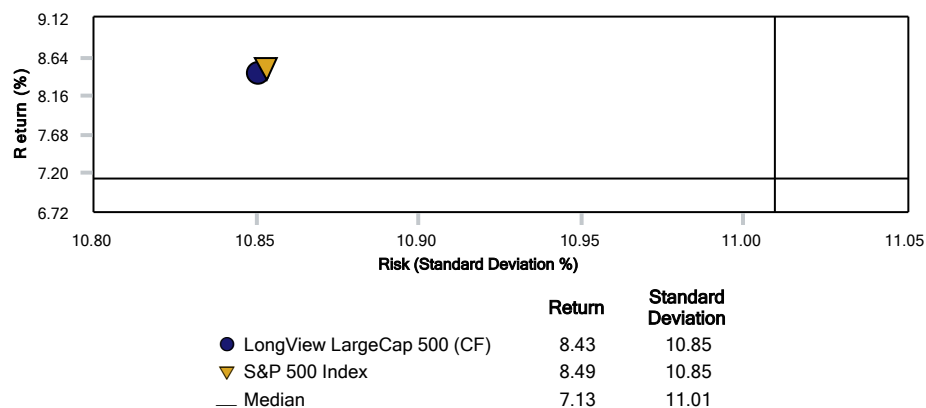 9.12
8.64
8.16
7.68
7.20
6.72
Return (%)
10.80 10.85 10.90 10.95 11.00 11.05
Risk (Standard Deviation %)
Return Standard Deviation
LongView LargeCap 500 (CF) 8.43 10.85
S&P 500 Index 8.49 10.85
Median 7.13 11.01